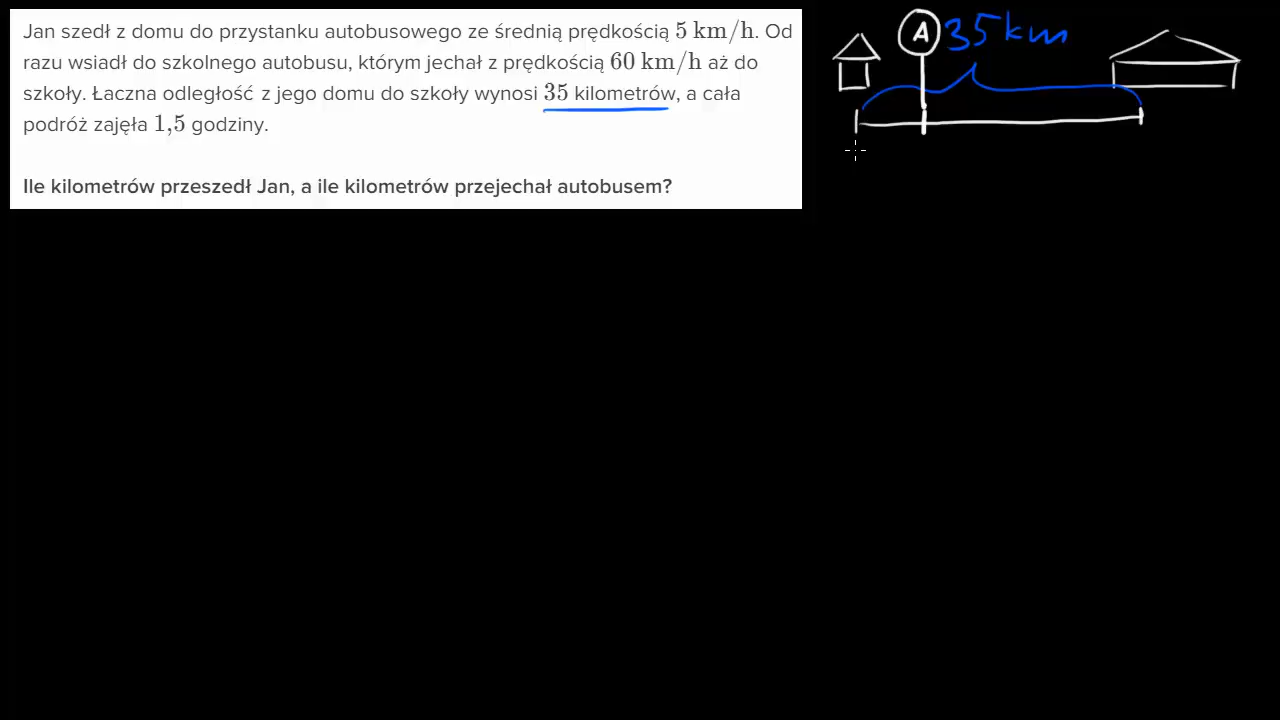 Jan szedł z domu do przystanku autobusowego ze średnią prędkością 5 km/h. Od
razu wsiadł do szkolnego autobusu, którym jechał z prędkością 60 km/h aż do
szkoły. Łaczna odległość z jego domu do szkoły wynosi 35 kilometrów, a cała
podróż zajęła 1,5 godziny.
Ile kilometrów przeszedł Jan, a ile kilometrów przejechał autobusem?
A 35 km